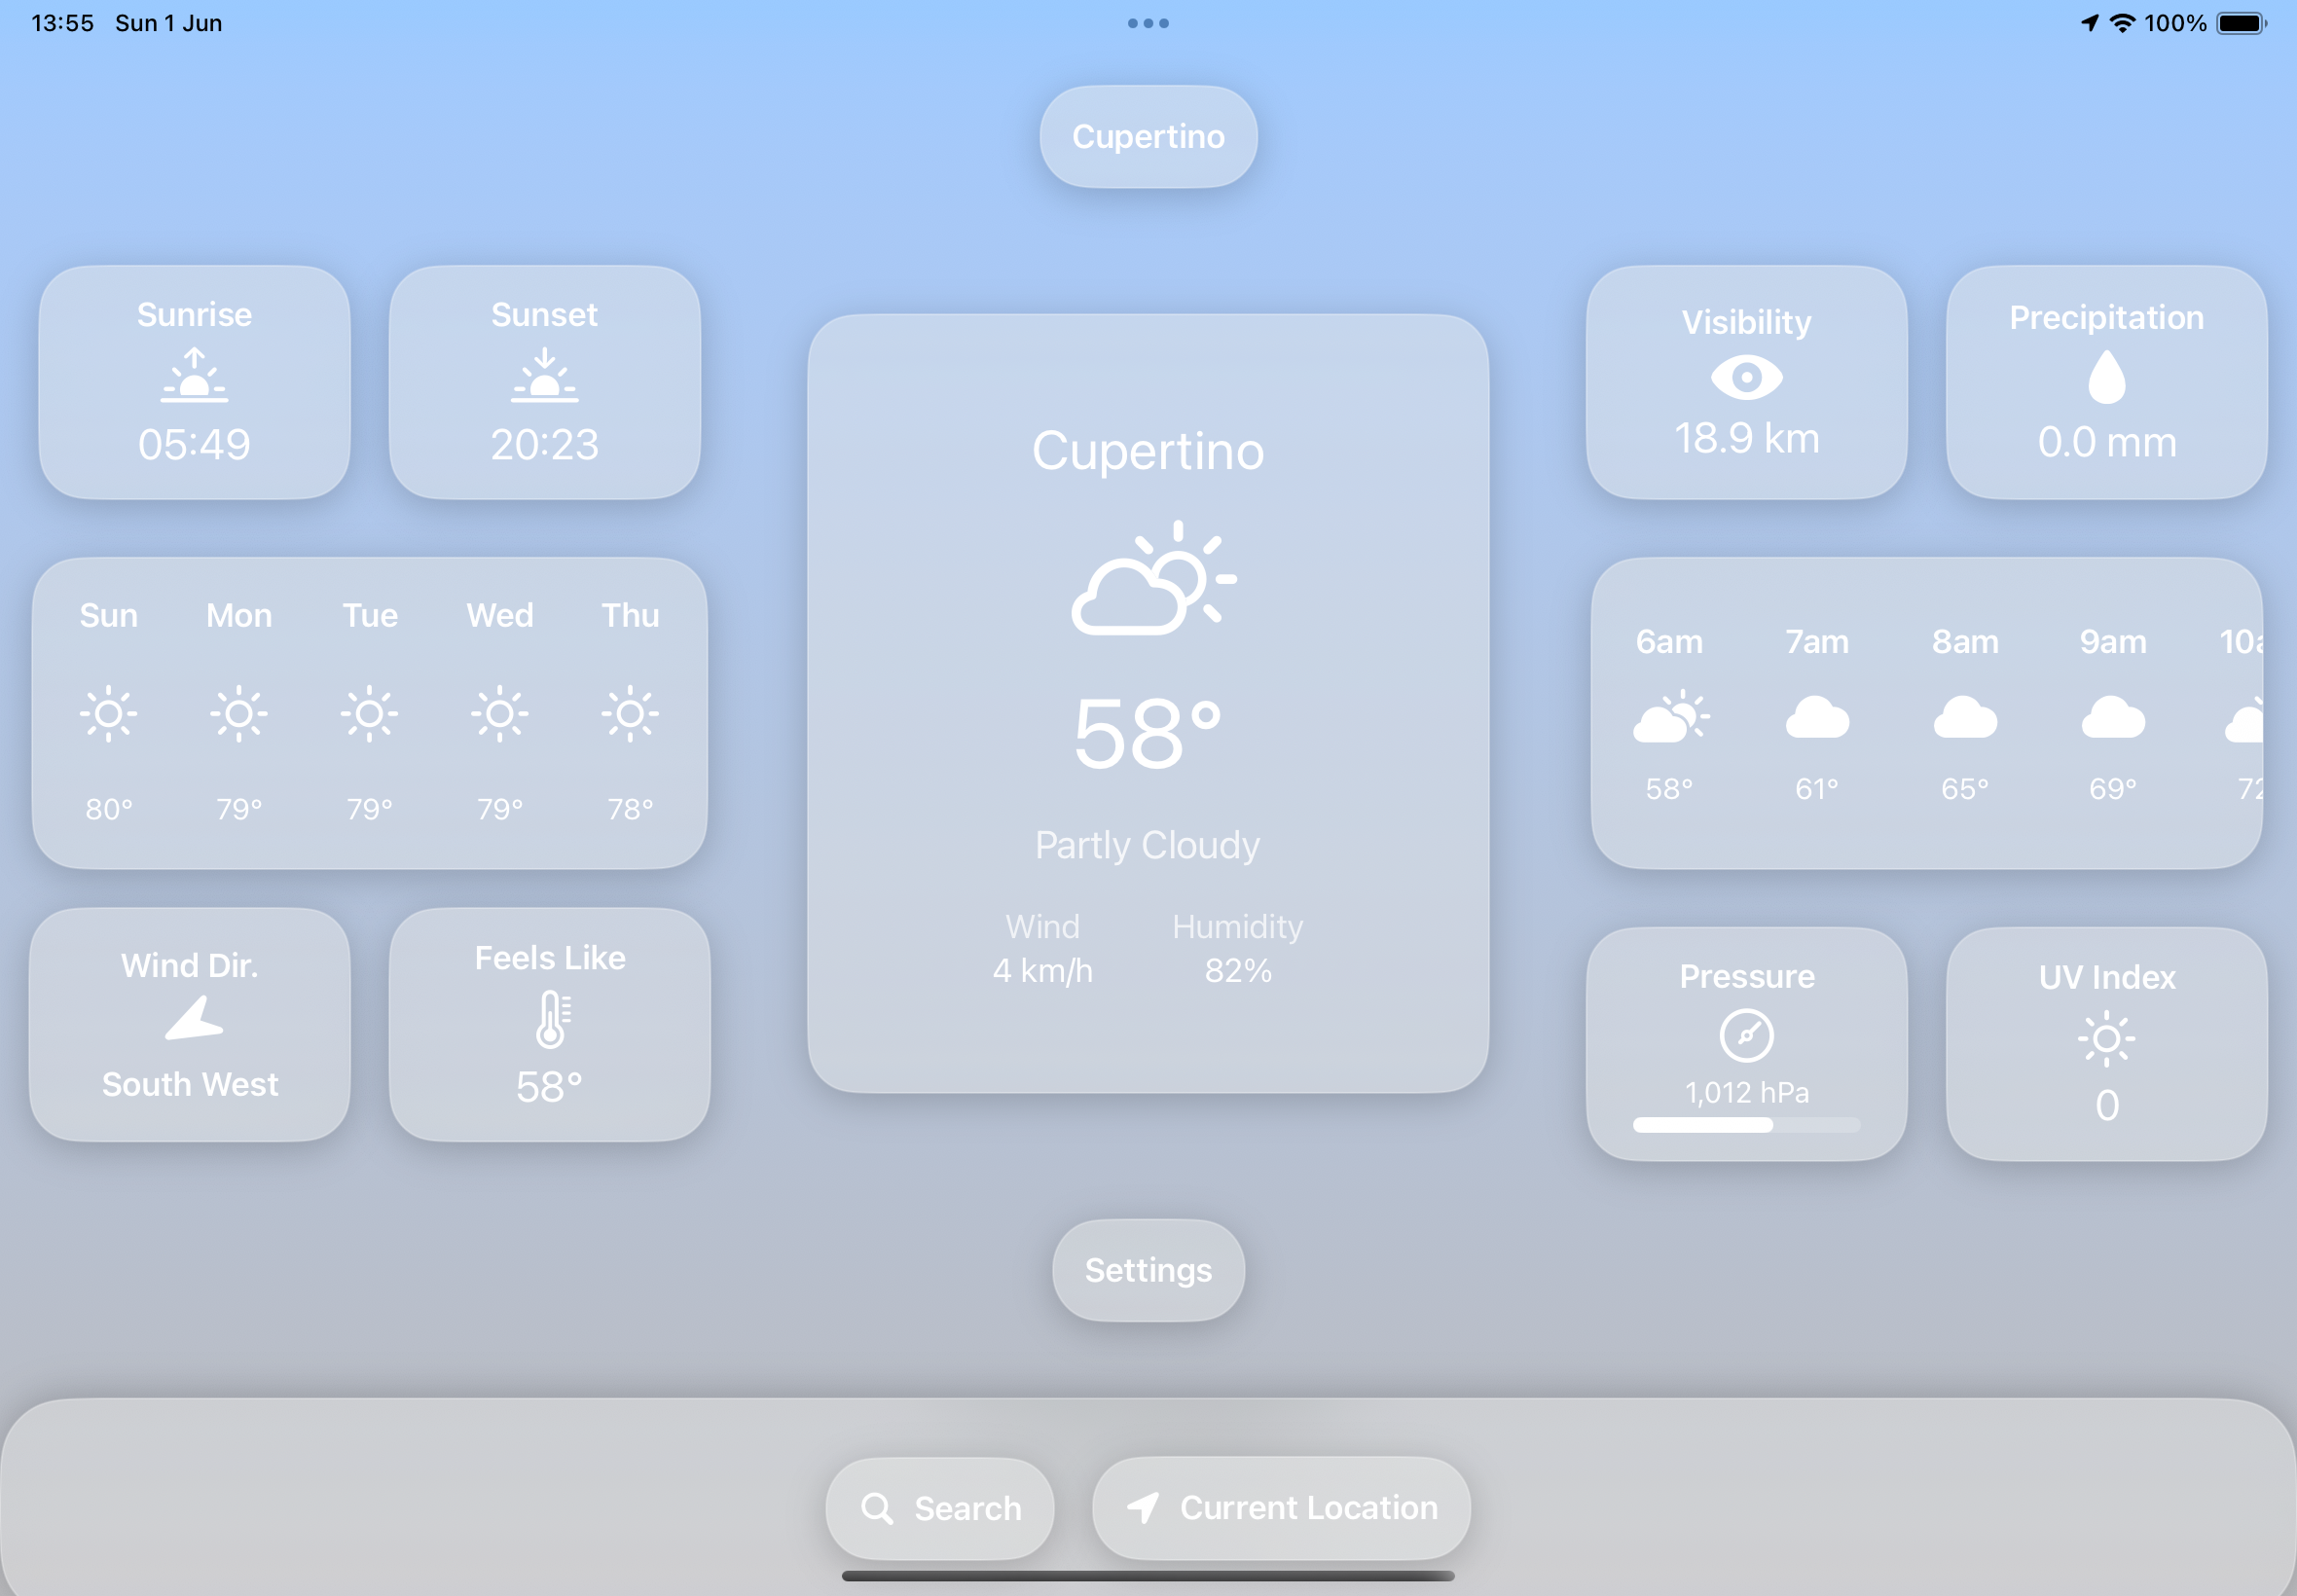 13:55 Sun 1 Jun
100%
Cupertino
Sunrise
05:49
Sunset
20:23
Sun Mon Tue Wed Thu
80° 79° 79° 79° 78°
Wind Dir.
South West
Feels Like
58°
Cupertino
58°
Partly Cloudy
Wind Humidity
4 km/h 82%
Visibility
18.9 km
Precipitation
0.0 mm
6am 7am 8am 9am
58° 61° 65° 69° 72
Pressure
1,012 hPa
UV Index
0
Settings
Search
Current Location